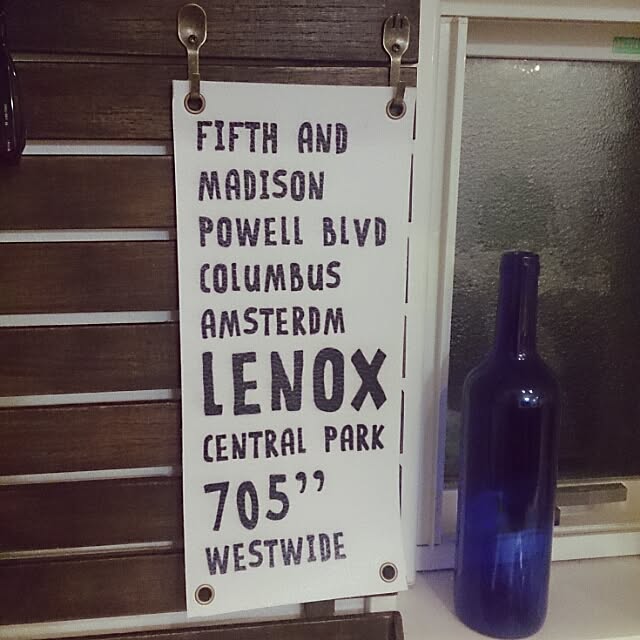 FIFTH AND
MADISON
POWELL BLVD
COLUMBUS
AMSTERDM
LENOX
CENTRAL PARK
705”
WESTWIDE